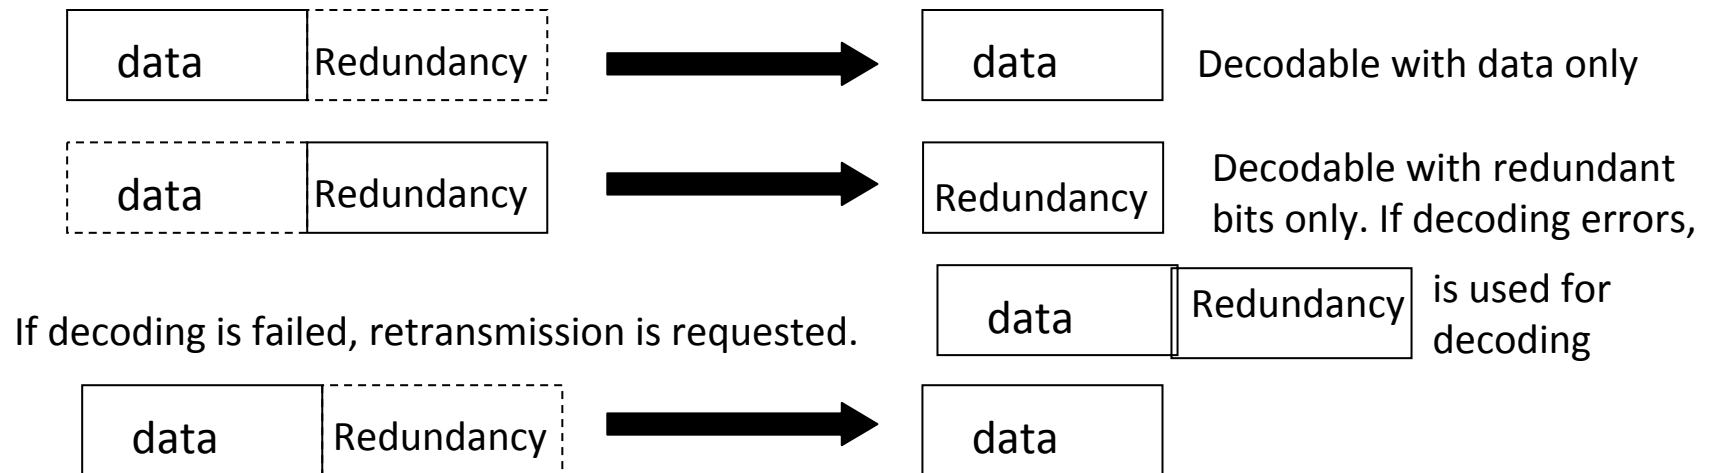 data Redundancy data Decodable with data only
data Redundancy Redundancy Decodable with redundant
bits only. If decoding errors,
data Redundancy is used for
decoding
If decoding is failed, retransmission is requested.
data Redundancy data